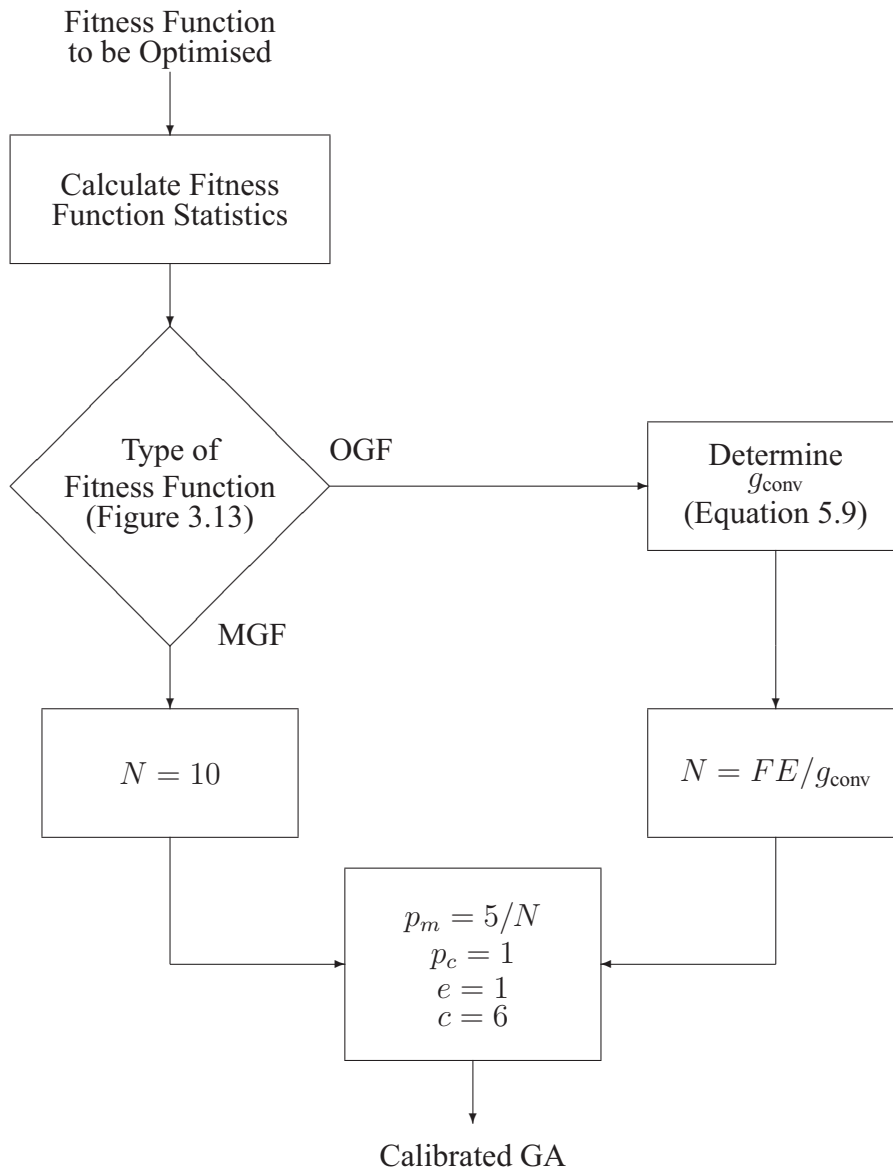 Fitness Function
to be Optimised
Calculate Fitness
Function Statistics
Type of
Fitness Function
(Figure 3.13)
OGF
MGF
Determine
g_conv
(Equation 5.9)
N = 10
N = FE/g_conv
p_m = 5/N
p_c = 1
e = 1
c = 6
Calibrated GA